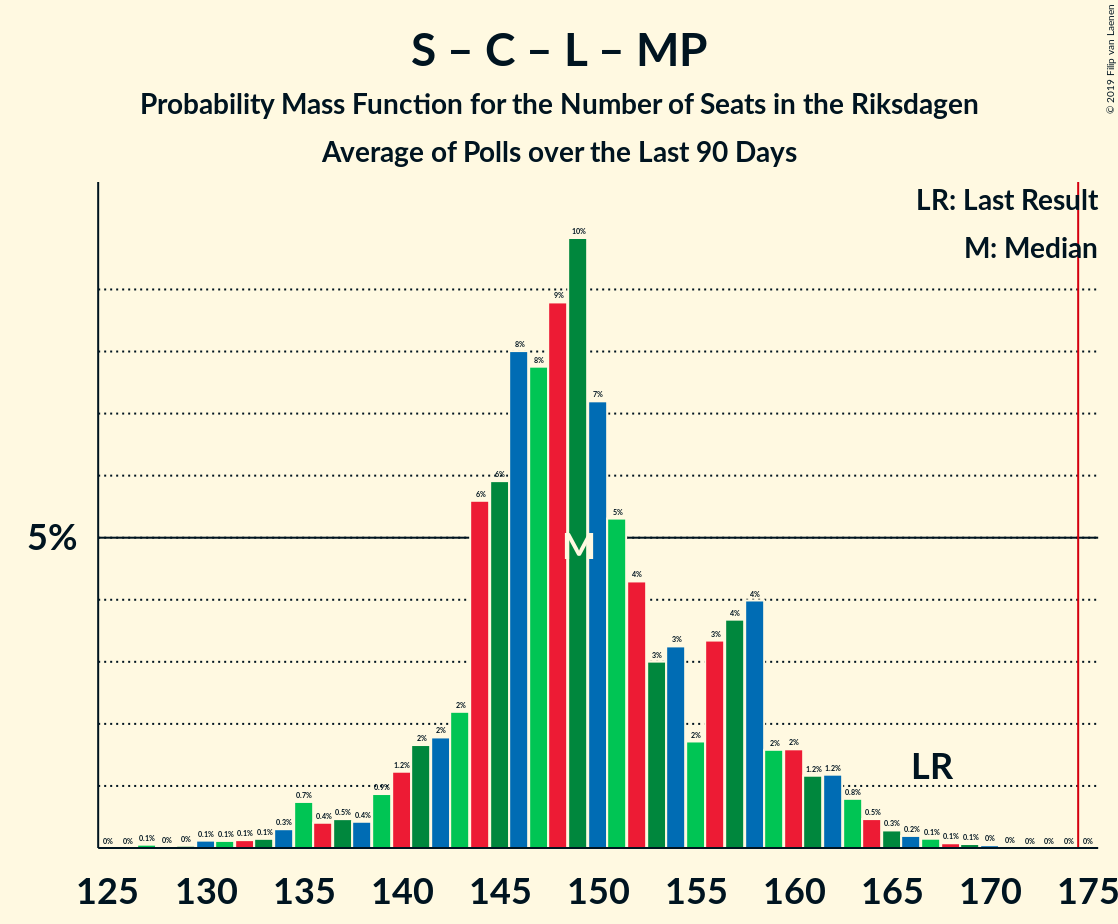 S – C – L – MP
Probability Mass Function for the Number of Seats in the Riksdagen
Average of Polls over the Last 90 Days
© 2019 Filip van Laenen
LR: Last Result
M: Median
5%
0% 0% 0.1% 0% 0% 0.1% 0.1% 0.1% 0.1% 0.3% 0.7% 0.4% 0.5% 0.4% 0.9% 1.2% 2% 2% 2% 6% 6% 8% 8% 9% 10% 7% 5% 4% 3% 3% 2% 3% 4% 4% 2% 2% 1.2% 1.2% 0.8% 0.5% 0.3% 0.2% 0.1% 0.1% 0.1% 0% 0% 0% 0% 0% 0%
M
LR
125 130 135 140 145 150 155 160 165 170 175